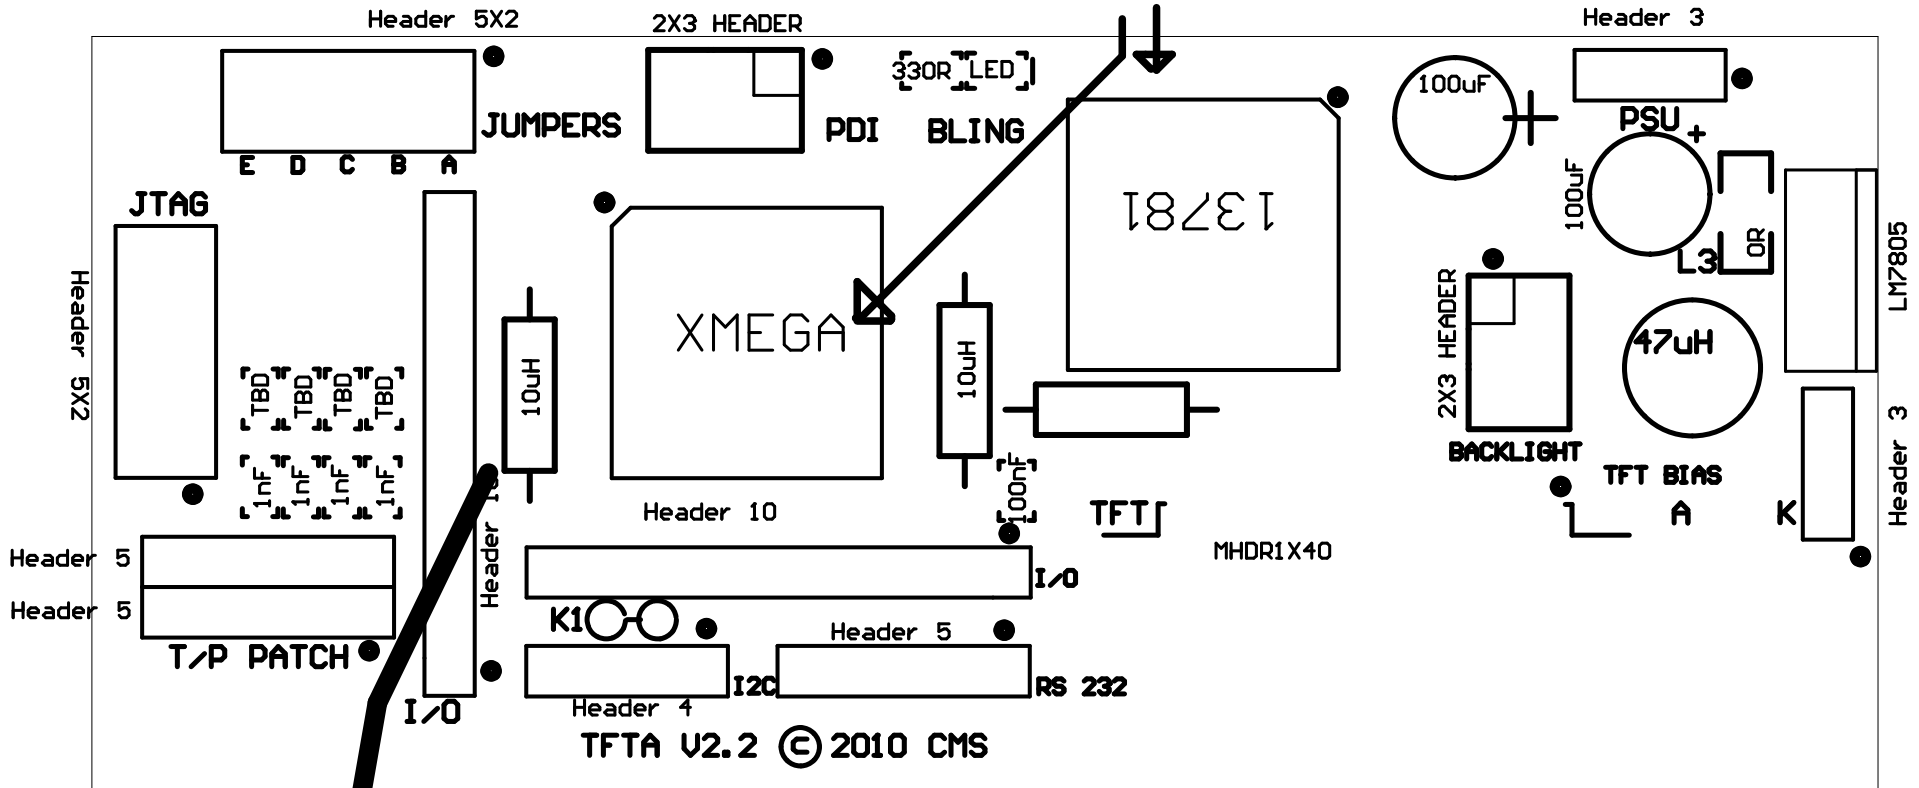 Header 5X2
2X3 HEADER
Header 3
330R
LED
100uF
JUMPERS
PDI
BLING
PSU
+
E D C B A
JTAG
100uF
13781
0R
L3
LM7805
Header 5X2
2X3 HEADER
XMEGA
47uH
10uH
10uH
TBD TBD TBD TBD
BACKLIGHT
TFT BIAS
Header 3
1nF 1nF 1nF 1nF
100nF
Header 10
Header
TFT
A
K
MHDR1X40
Header 5
I/O
Header 5
K1
Header 5
T/P PATCH
I2C
RS 232
Header 4
I/O
TFTA V2.2 © 2010 CMS